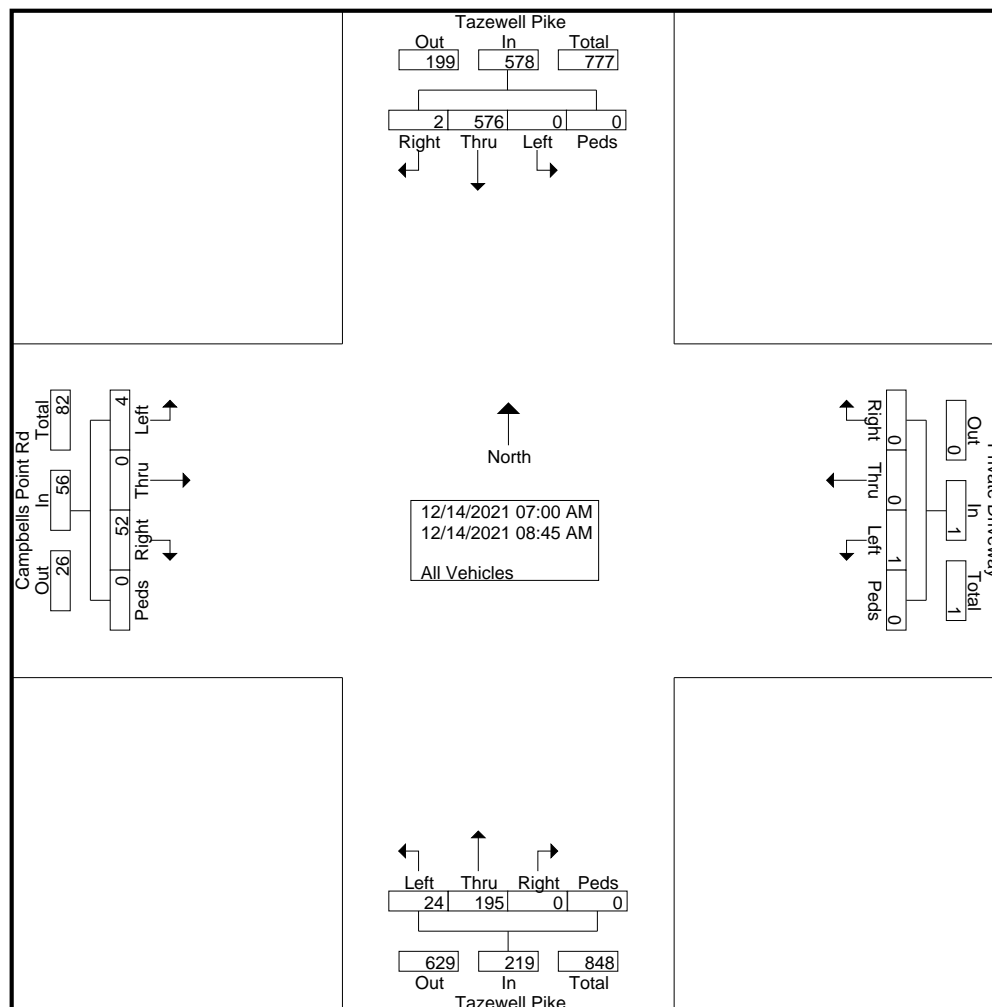 Tazewell Pike
Out In Total
199 578 777
2 576 0 0
Right Thru Left Peds
Campbells Point Rd
Total In Out
82 56 26
4 0 52 0
Left Thru Right Peds
North
12/14/2021 07:00 AM
12/14/2021 08:45 AM
All Vehicles
Right Thru Left Peds
0 0 1 0
Out In Total
0 1 1
Private Driveway
Left Thru Right Peds
24 195 0 0
629 219 848
Out In Total
Tazewell Pike